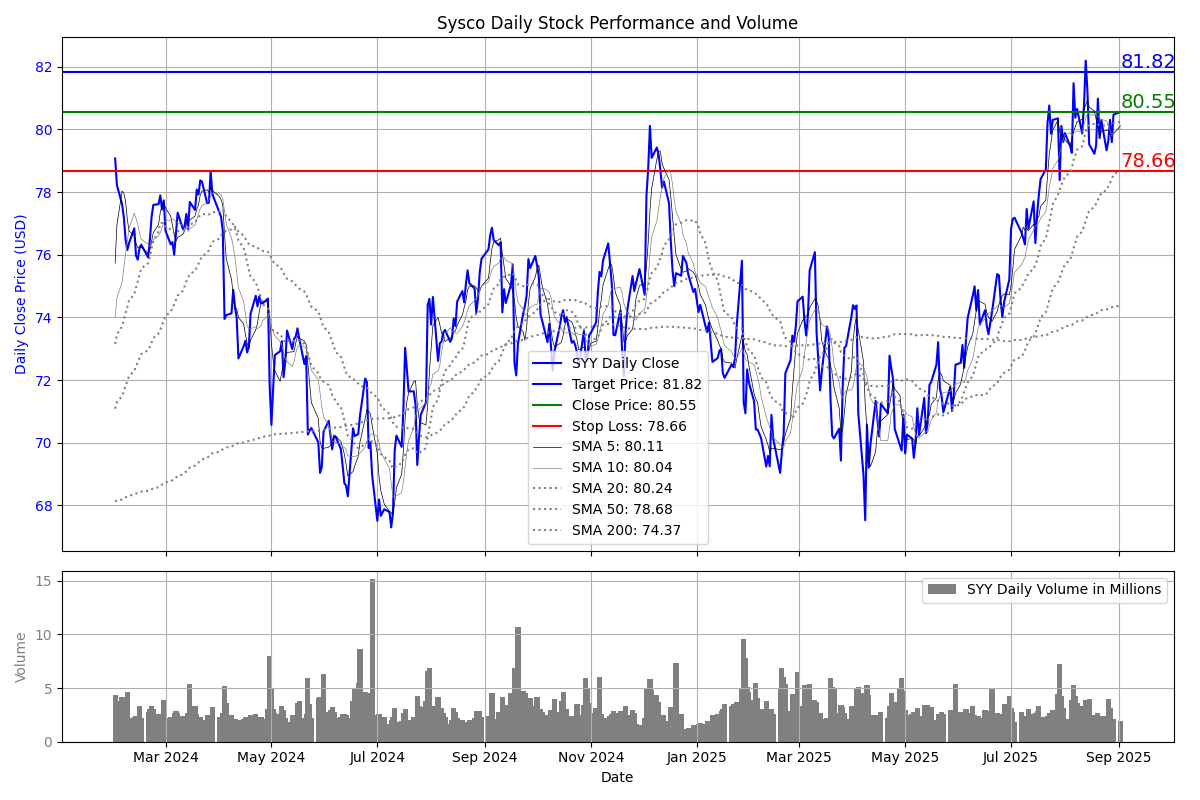 Sysco Daily Stock Performance and Volume
Daily Close Price (USD)
82
80
78
76
74
72
70
68
81.82
80.55
78.66
SYY Daily Close
Target Price: 81.82
Close Price: 80.55
Stop Loss: 78.66
SMA 5: 80.11
SMA 10: 80.04
SMA 20: 80.24
SMA 50: 78.68
SMA 200: 74.37
Volume
15
10
5
0
SYY Daily Volume in Millions
Mar 2024 May 2024 Jul 2024 Sep 2024 Nov 2024 Jan 2025 Mar 2025 May 2025 Jul 2025 Sep 2025
Date